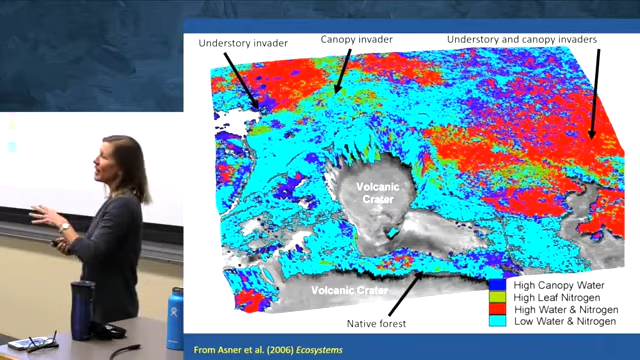 Understory invader
Canopy invader
Understory and canopy invaders
Volcanic
Crater
Volcanic Crater
Native forest
High Canopy Water
High Leaf Nitrogen
High Water & Nitrogen
Low Water & Nitrogen
From Asner et al. (2006) Ecosystems